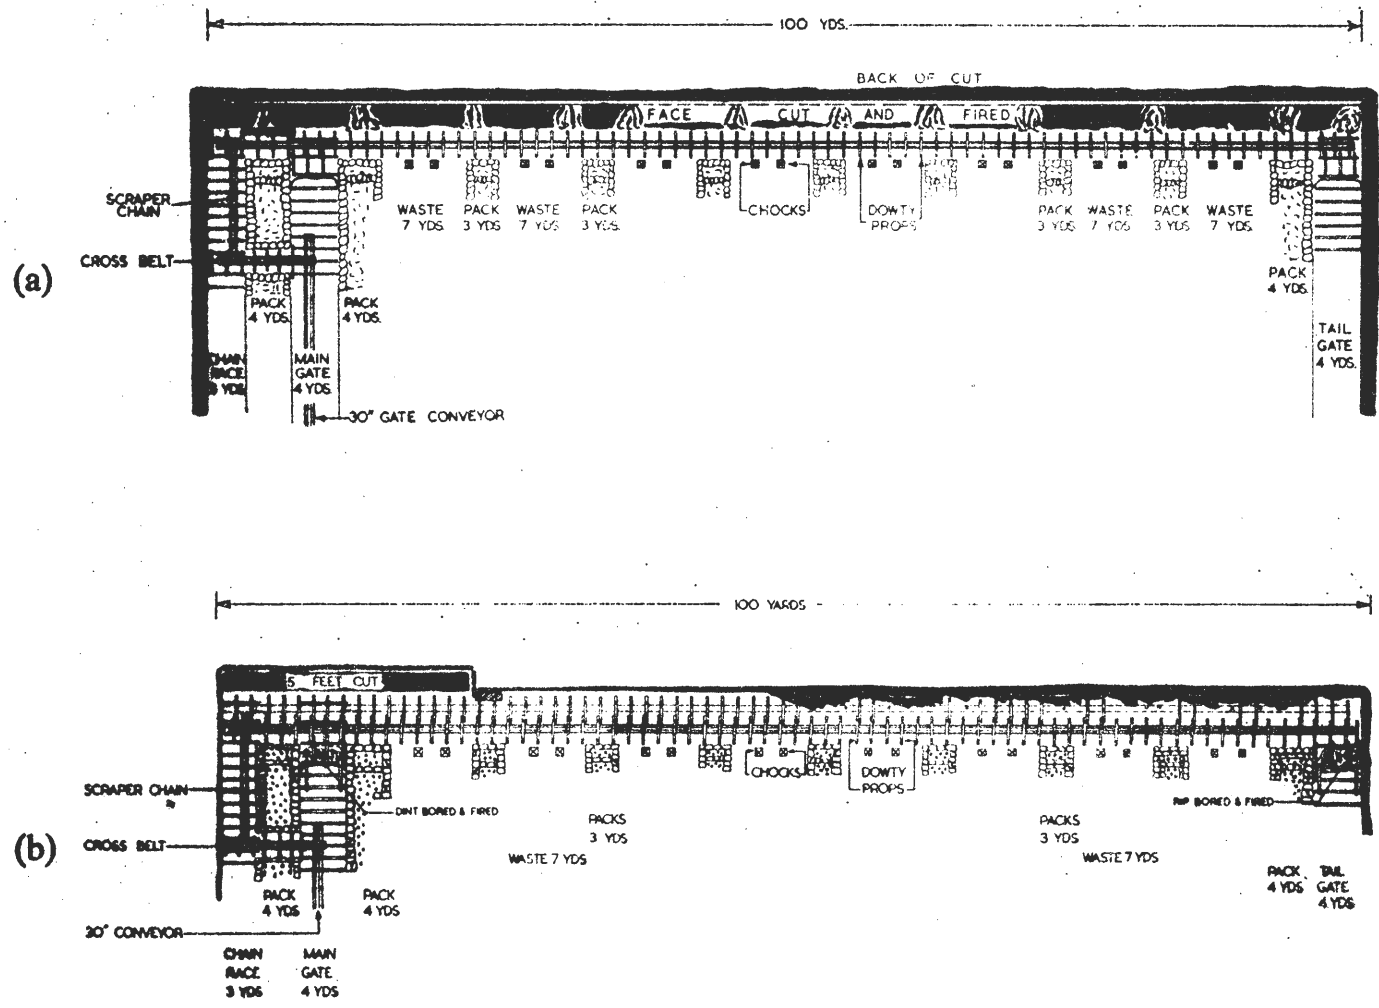 100 YDS.
BACK OF CUT
FACE CUT AND FIRED
SCRAPER
CHAIN
WASTE
7 YDS.
PACK
3 YDS
WASTE
7 YDS.
PACK
3 YDS.
CHOCKS
DOWTY
PROPS
PACK
3 YDS.
WASTE
7 YDS.
PACK
3 YDS.
WASTE
7 YDS.
CROSS BELT
(a)
PACK
4 YDS.
PACK
4 YDS.
PACK
4 YDS.
CHAIN
RACE
3 YDS
MAIN
GATE
4 YDS.
TAIL
GATE
4 YDS.
30" GATE CONVEYOR
100 YARDS
5 FEET CUT
SCRAPER CHAIN
CHOCKS
DOWTY
PROPS
DINT BORED & FIRED
RIP BORED & FIRED
PACKS
3 YDS
PACKS
3 YDS
(b)
CROSS BELT
WASTE 7 YDS
WASTE 7 YDS
PACK
4 YDS
PACK
4 YDS
PACK
4 YDS
TAIL
GATE
4 YDS
30" CONVEYOR
CHAIN
RACE
3 YDS
MAIN
GATE
4 YDS